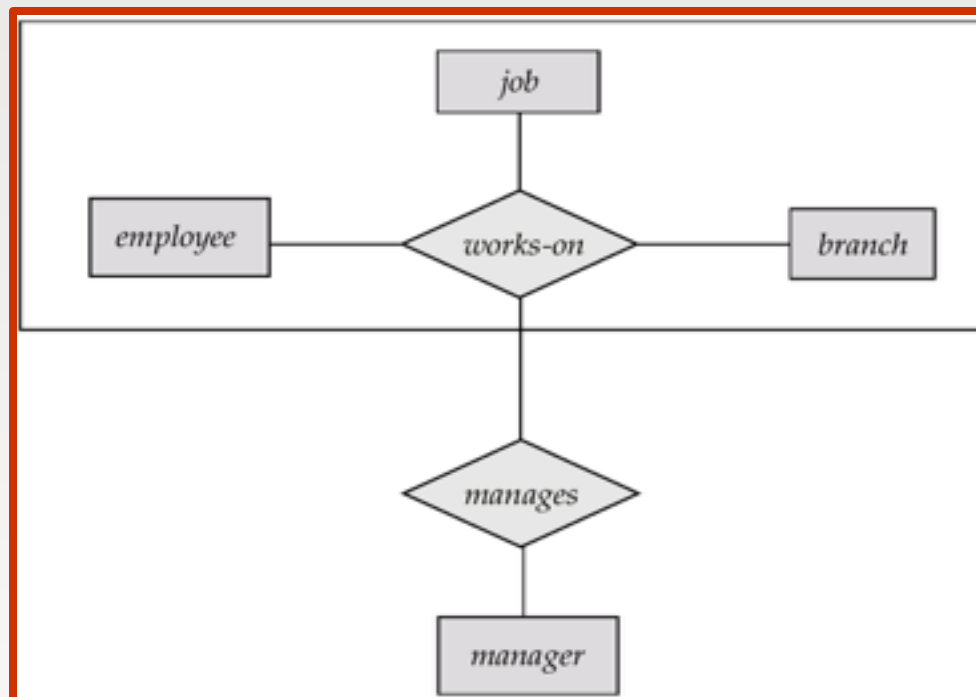 job
employee
works-on
branch
manages
manager